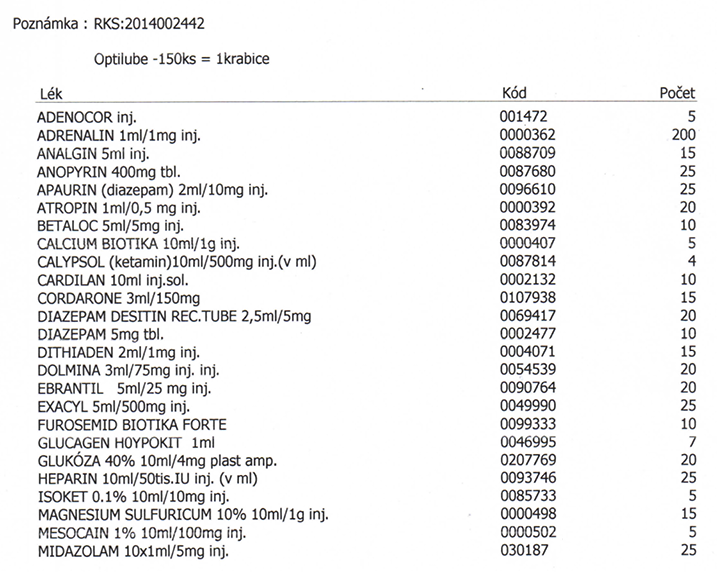 Poznámka : RKS:2014002442
Optilube -150ks = 1krabice
Lék Kód Počet
ADENOCOR inj. 001472 5
ADRENALIN 1ml/1mg inj. 0000362 200
ANALGIN 5ml inj. 0088709 15
ANOPYRIN 400mg tbl. 0087680 25
APAURIN (diazepam) 2ml/10mg inj. 0096610 25
ATROPIN 1ml/0,5 mg inj. 0000392 20
BETALOC 5ml/5mg inj. 0083974 10
CALCIUM BIOTIKA 10ml/1g inj. 0000407 5
CALYPSOL (ketamin)10ml/500mg inj.(v ml) 0087814 4
CARDILAN 10ml inj.sol. 0002132 10
CORDARONE 3ml/150mg 0107938 15
DIAZEPAM DESITIN REC.TUBE 2,5ml/5mg 0069417 20
DIAZEPAM 5mg tbl. 0002477 10
DITHIADEN 2ml/1mg inj. 0004071 15
DOLMINA 3ml/75mg inj. inj. 0054539 20
EBRANTIL 5ml/25 mg inj. 0090764 20
EXACYL 5ml/500mg inj. 0049990 25
FUROSEMID BIOTIKA FORTE 0099333 10
GLUCAGEN H0YPOKIT 1ml 0046995 7
GLUKÓZA 40% 10ml/4mg plast amp. 0207769 20
HEPARIN 10ml/50tis.IU inj. (v ml) 0093746 25
ISOKET 0.1% 10ml/10mg inj. 0085733 5
MAGNESIUM SULFURICUM 10% 10ml/1g inj. 0000498 15
MESOCAIN 1% 10ml/100mg inj. 0000502 5
MIDAZOLAM 10x1ml/5mg inj. 030187 25